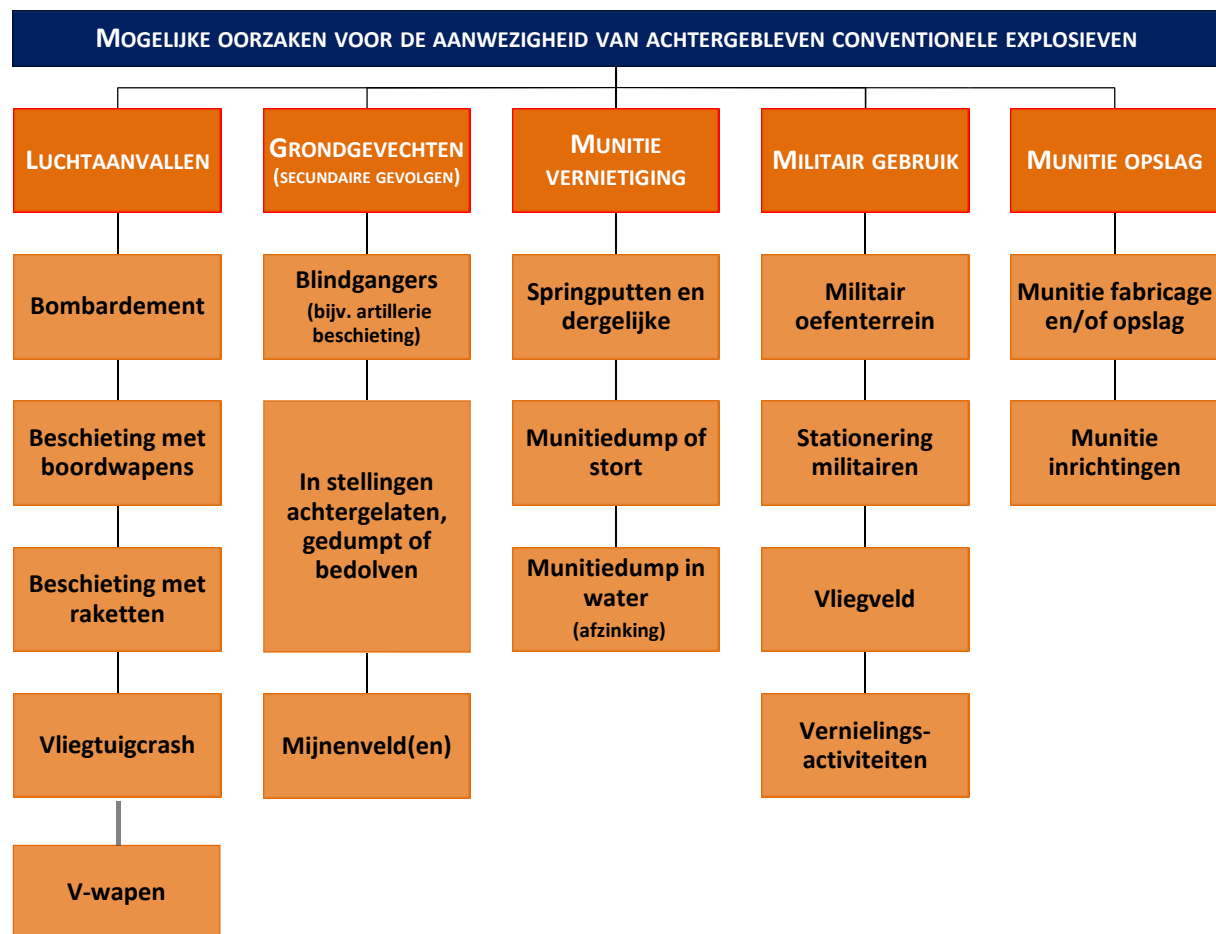 MOGELIJKE OORZAKEN VOOR DE AANWEZIGHEID VAN ACHTERGEBLEVEN CONVENTIONELE EXPLOSIEVEN
LUCHTAANVALLEN
Bombardement
Beschieting met
boordwapens
Beschieting met
raketten
Vliegtuigcrash
V-wapen
GRONDGEVECHTEN
(SECUNDAIRE GEVOLGEN)
Blindgangers
(bijv. artillerie
beschieting)
In stellingen
achtergelaten,
gedumpt of
bedolven
Mijnenveld(en)
MUNITIE
VERNIETIGING
Springputten en
dergelijke
Munitiedump of
stort
Munitiedump in
water
(afzinking)
MILITAIR GEBRUIK
Militair
oefenterrein
Stationering
militairen
Vliegveld
Vernielings-
activiteiten
MUNITIE OPSLAG
Munitie fabricage
en/of opslag
Munitie
inrichtingen